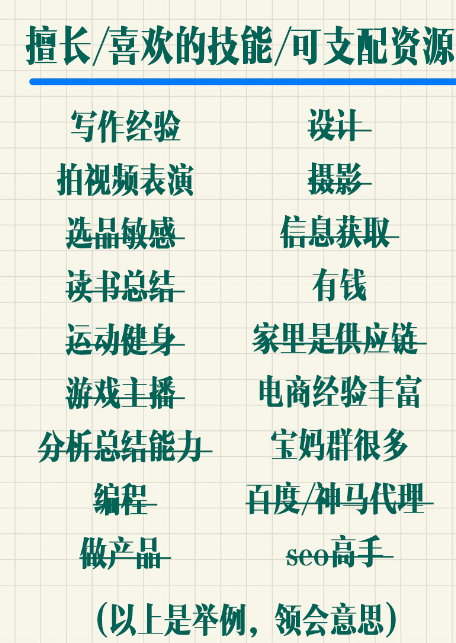 擅长/喜欢的技能/可支配资源
写作经验 设计
拍视频表演 摄影
选品敏感 信息获取
读书总结 有钱
运动健身 家里是供应链
游戏主播 电商经验丰富
分析总结能力 宝妈群很多
编程 百度/神马代理
做产品 seo高手
(以上是举例，领会意思)